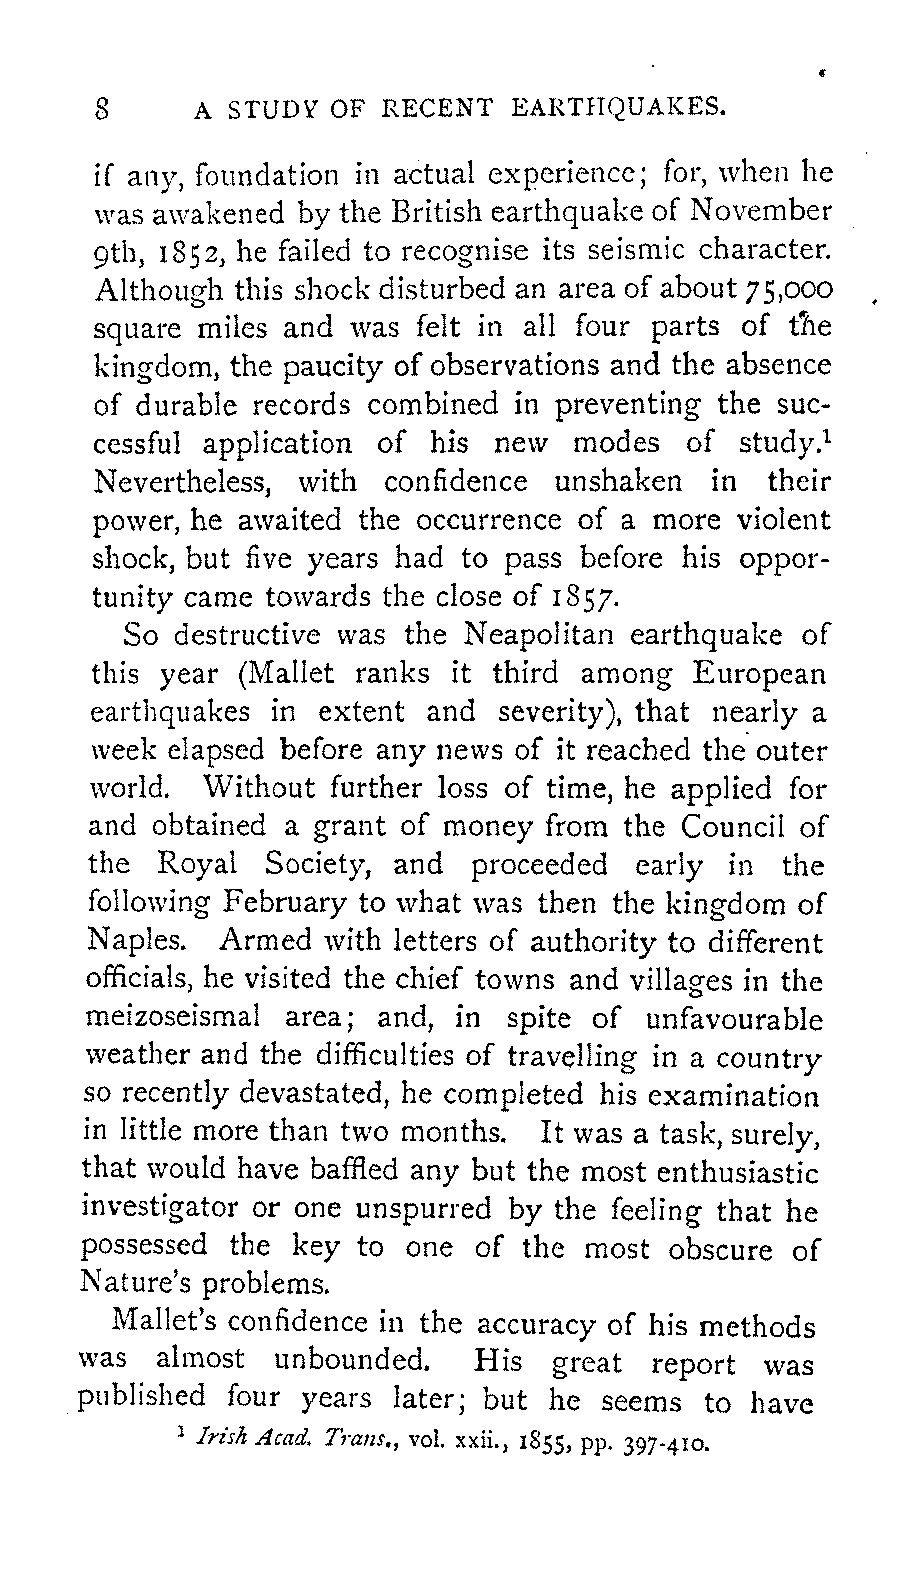 8 A STUDY OF RECENT EARTHQUAKES.
if any, foundation in actual experience; for, when he
was awakened by the British earthquake of November
9th, 1852, he failed to recognise its seismic character.
Although this shock disturbed an area of about 75,000
square miles and was felt in all four parts of the
kingdom, the paucity of observations and the absence
of durable records combined in preventing the suc-
cessful application of his new modes of study.¹
Nevertheless, with confidence unshaken in their
power, he awaited the occurrence of a more violent
shock, but five years had to pass before his oppor-
tunity came towards the close of 1857.
So destructive was the Neapolitan earthquake of
this year (Mallet ranks it third among European
earthquakes in extent and severity), that nearly a
week elapsed before any news of it reached the outer
world. Without further loss of time, he applied for
and obtained a grant of money from the Council of
the Royal Society, and proceeded early in the
following February to what was then the kingdom of
Naples. Armed with letters of authority to different
officials, he visited the chief towns and villages in the
meizoseismal area; and, in spite of unfavourable
weather and the difficulties of travelling in a country
so recently devastated, he completed his examination
in little more than two months. It was a task, surely,
that would have baffled any but the most enthusiastic
investigator or one unspurred by the feeling that he
possessed the key to one of the most obscure of
Nature's problems.
Mallet's confidence in the accuracy of his methods
was almost unbounded. His great report was
published four years later; but he seems to have
¹ Irish Acad. Trans., vol. xxii., 1855, pp. 397-410.